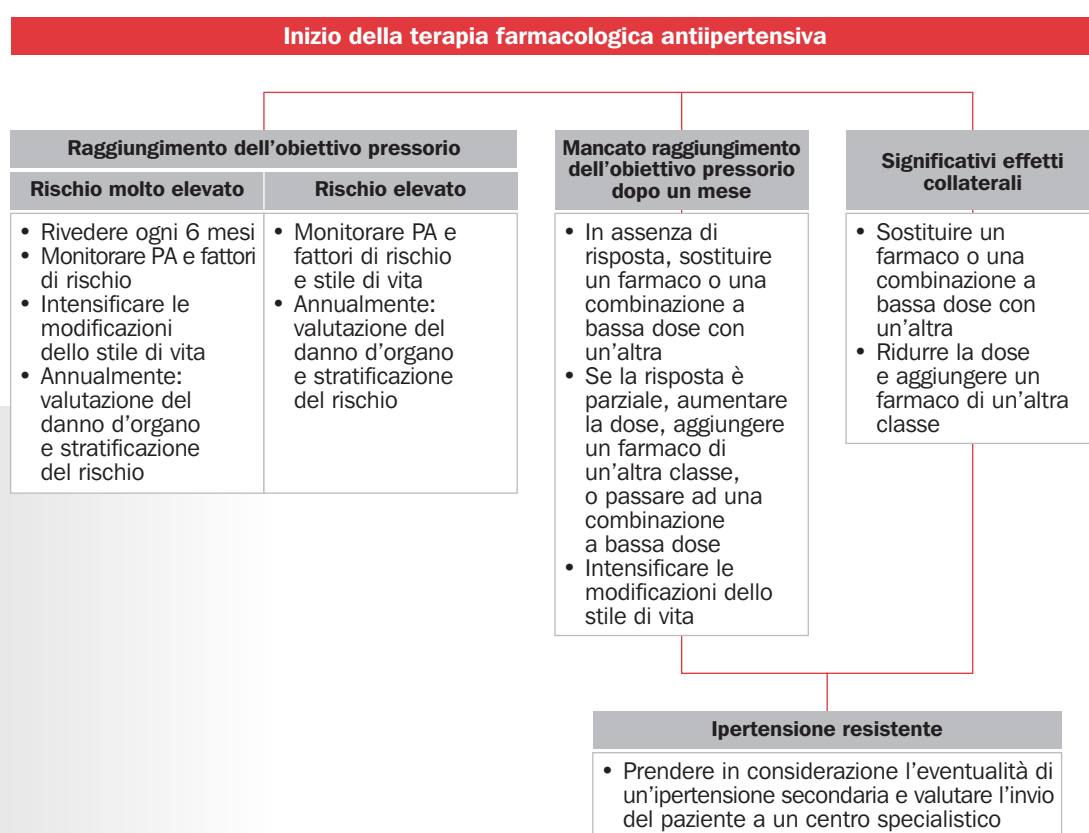 Inizio della terapia farmacologica antiipertensiva
Raggiungimento dell'obiettivo pressorio
Rischio molto elevato
• Rivedere ogni 6 mesi
• Monitorare PA e fattori
di rischio
• Intensificare le
modificazioni
dello stile di vita
• Annualmente:
valutazione del
danno d'organo
e stratificazione
del rischio
Rischio elevato
• Monitorare PA e
fattori di rischio
e stile di vita
• Annualmente:
valutazione del
danno d'organo
e stratificazione
del rischio
Mancato raggiungimento
dell'obiettivo pressorio
dopo un mese
• In assenza di
risposta, sostituire
un farmaco o una
combinazione a
bassa dose con
un'altra
• Se la risposta è
parziale, aumentare
la dose, aggiungere
un farmaco di
un'altra classe,
o passare ad una
combinazione
a bassa dose
• Intensificare le
modificazioni dello
stile di vita
Significativi effetti
collaterali
• Sostituire un
farmaco o una
combinazione a
bassa dose con
un'altra
• Ridurre la dose
e aggiungere un
farmaco di un'altra
classe
Ipertensione resistente
• Prendere in considerazione l'eventualità di
un'ipertensione secondaria e valutare l'invio
del paziente a un centro specialistico